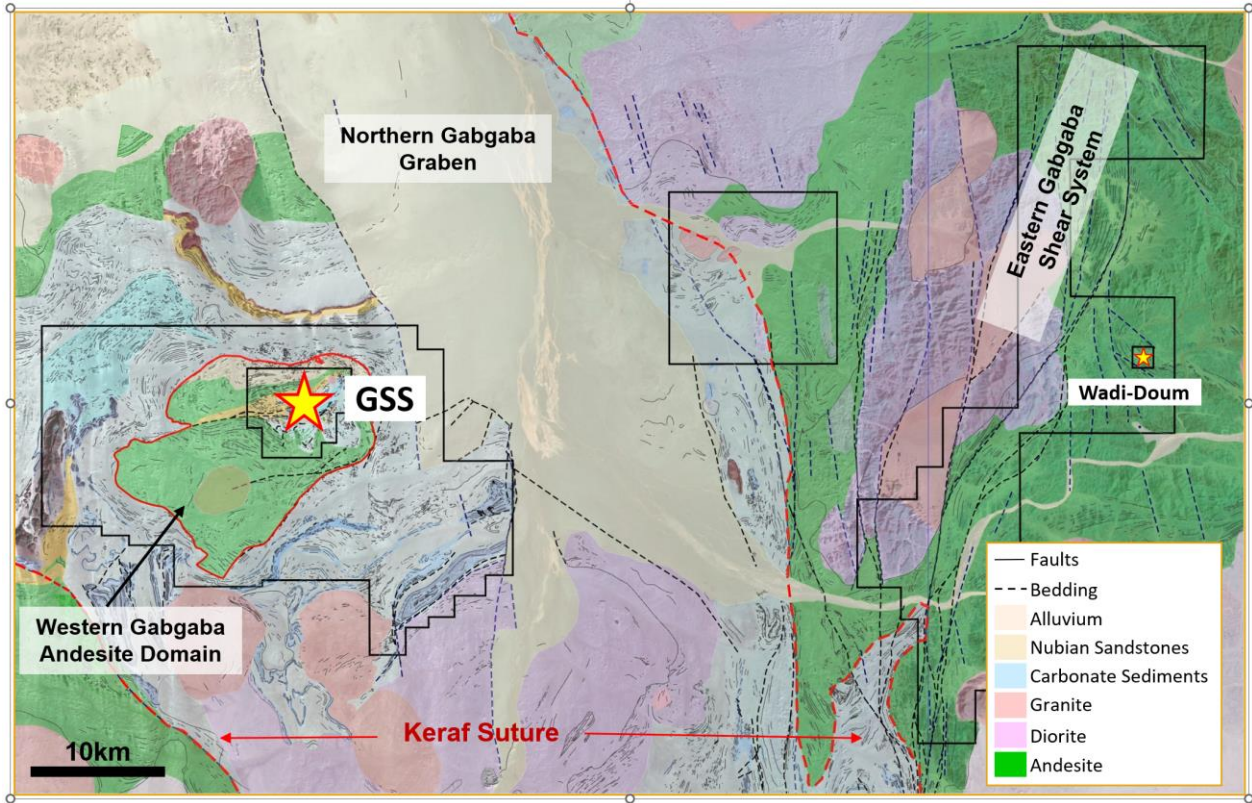 Northern Gabgaba
Graben
Eastern Gabgaba
Shear System
GSS
Wadi-Doum
Western Gabgaba
Andesite Domain
Keraf Suture
10km
Faults
Bedding
Alluvium
Nubian Sandstones
Carbonate Sediments
Granite
Diorite
Andesite